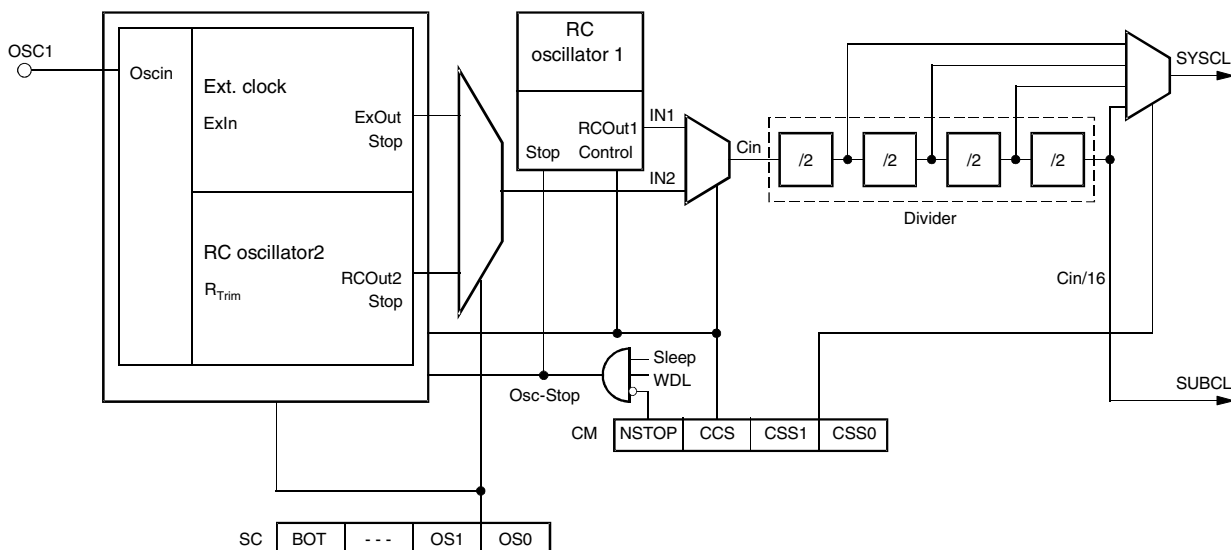 OSC1
Oscin
Ext. clock
ExIn
ExOut
Stop
RC oscillator2
RTrim
RCOut2
Stop
RC
oscillator 1
RCOut1
Stop Control
IN1
IN2
Cin
/2 /2 /2 /2
Divider
SYSCL
Cin/16
SUBCL
Sleep
WDL
Osc-Stop
CM NSTOP CCS CSS1 CSS0
SC BOT - - - OS1 OS0